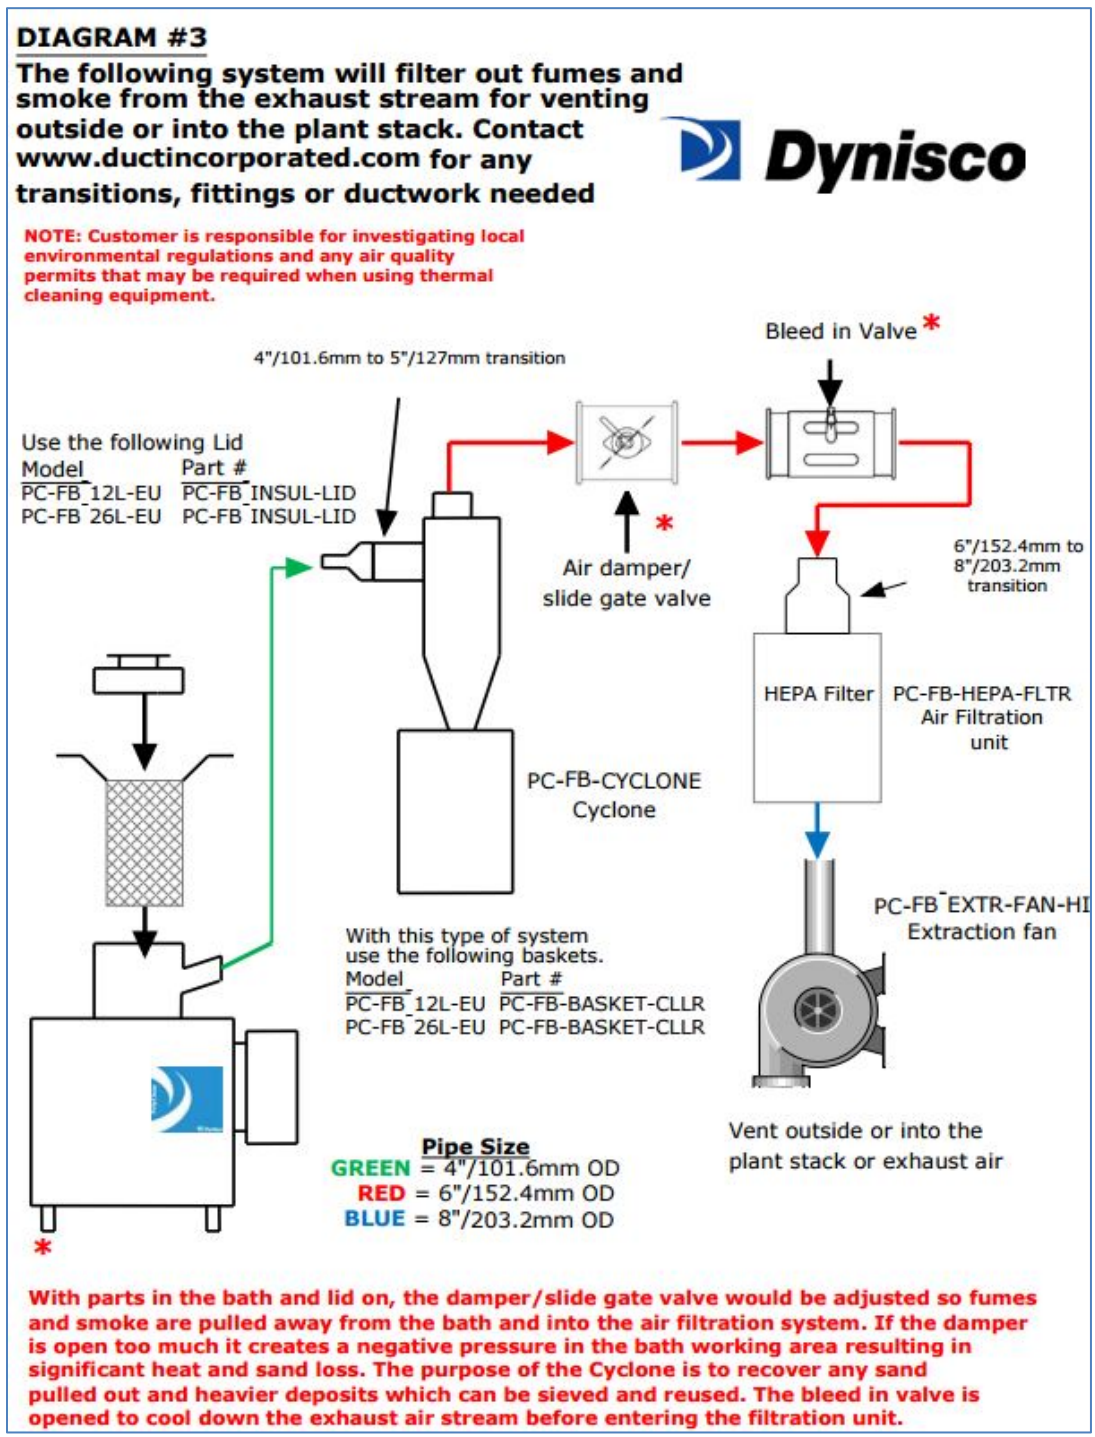 DIAGRAM #3
The following system will filter out fumes and
smoke from the exhaust stream for venting
outside or into the plant stack. Contact
www.ductincorporated.com for any
transitions, fittings or ductwork needed
Dynisco
NOTE: Customer is responsible for investigating local
environmental regulations and any air quality
permits that may be required when using thermal
cleaning equipment.
Bleed in Valve *
4"/101.6mm to 5"/127mm transition
Use the following Lid
Model Part #
PC-FB-12L-EU PC-FB-INSUL-LID
PC-FB-26L-EU PC-FB-INSUL-LID
*
Air damper/
slide gate valve
6"/152.4mm to
8"/203.2mm
transition
HEPA Filter
PC-FB-HEPA-FLTR
Air Filtration
unit
PC-FB-CYCLONE
Cyclone
PC-FB-EXTR-FAN-HI
Extraction fan
With this type of system
use the following baskets.
Model Part #
PC-FB-12L-EU PC-FB-BASKET-CLLR
PC-FB-26L-EU PC-FB-BASKET-CLLR
Vent outside or into the
plant stack or exhaust air
Pipe Size
GREEN = 4"/101.6mm OD
RED = 6"/152.4mm OD
BLUE = 8"/203.2mm OD
*
With parts in the bath and lid on, the damper/slide gate valve would be adjusted so fumes
and smoke are pulled away from the bath and into the air filtration system. If the damper
is open too much it creates a negative pressure in the bath working area resulting in
significant heat and sand loss. The purpose of the Cyclone is to recover any sand
pulled out and heavier deposits which can be sieved and reused. The bleed in valve is
opened to cool down the exhaust air stream before entering the filtration unit.